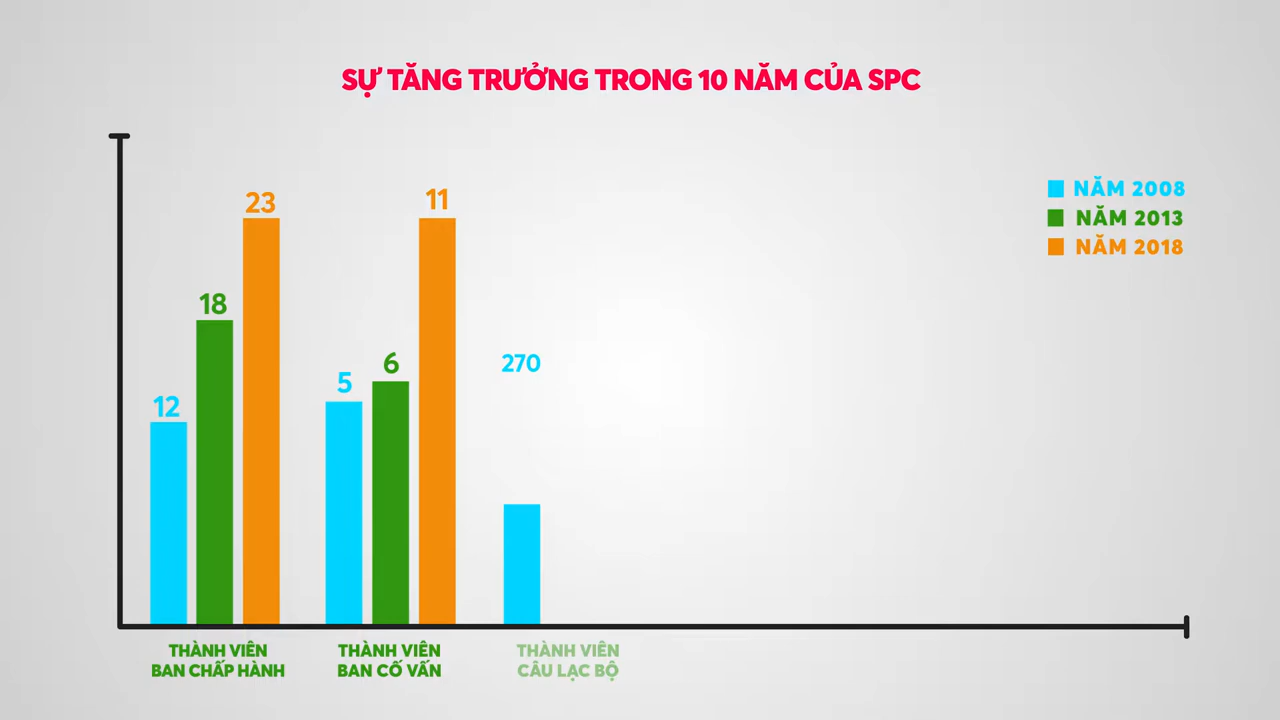 SỰ TĂNG TRƯỞNG TRONG 10 NĂM CỦA SPC
NĂM 2008
NĂM 2013
NĂM 2018
12
18
23
5
6
11
270
THÀNH VIÊN
BAN CHẤP HÀNH
THÀNH VIÊN
BAN CỐ VẤN
THÀNH VIÊN
CÂU LẠC BỘ